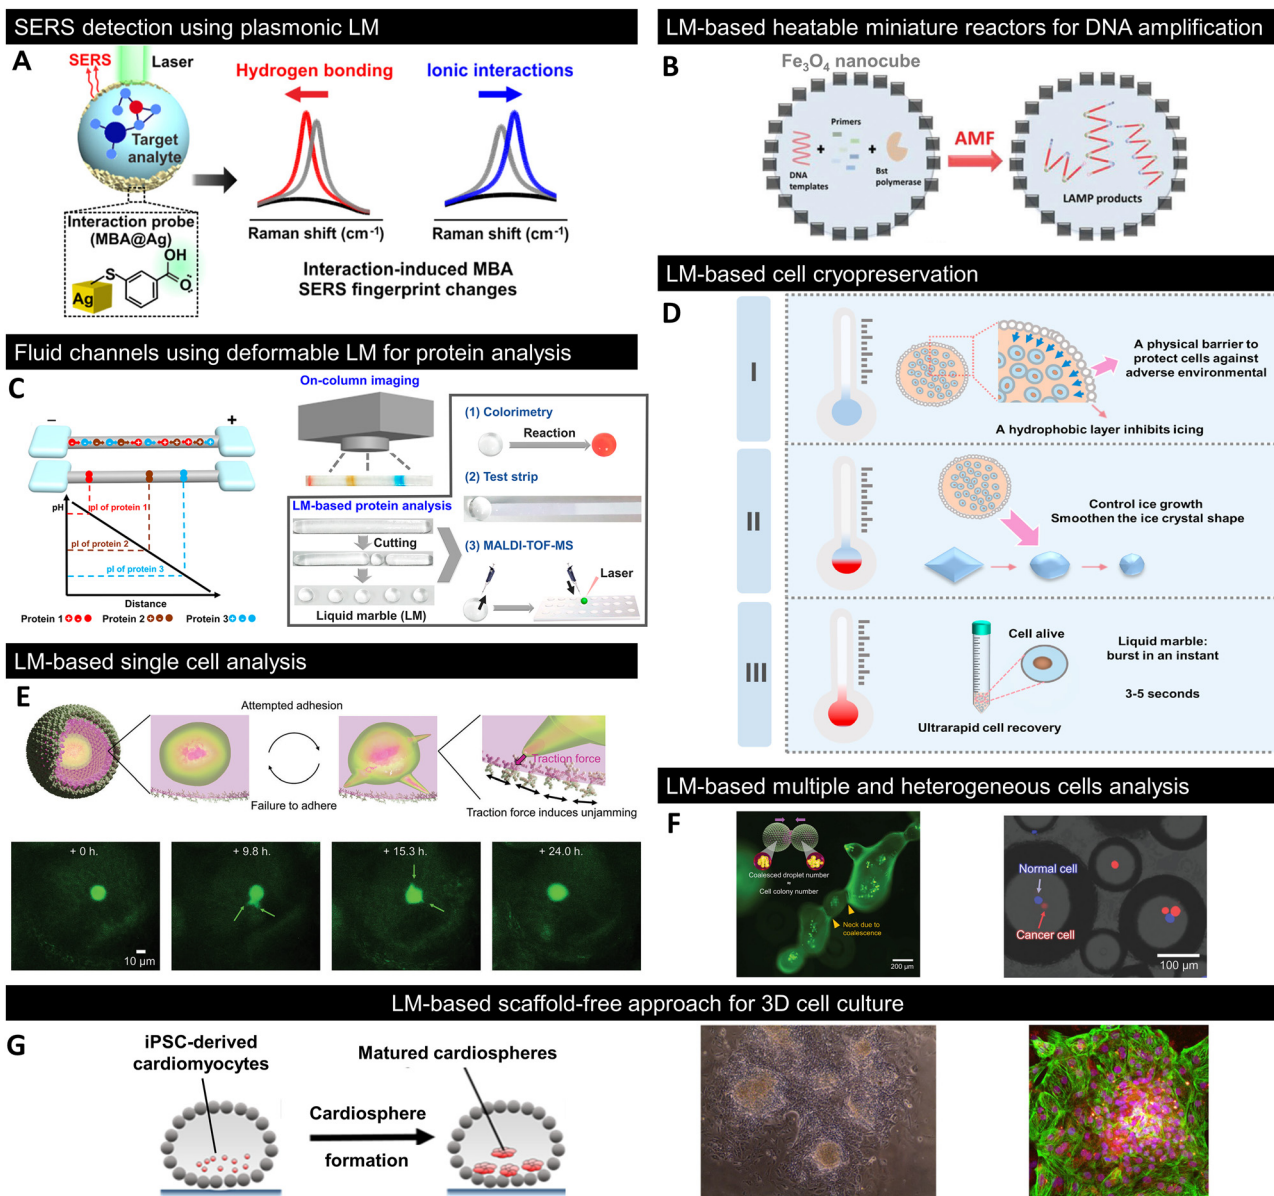 SERS detection using plasmonic LM
A
SERS
Laser
Target
analyte
Interaction probe
(MBA@Ag)
OH
S
O
Ag
Hydrogen bonding
Ionic interactions
Raman shift (cm-1)
Raman shift (cm-1)
Interaction-induced MBA
SERS fingerprint changes
LM-based heatable miniature reactors for DNA amplification
B
Fe3O4 nanocube
Primers
DNA
templates
+
+
Bst
polymerase
AMF
LAMP products
Fluid channels using deformable LM for protein analysis
C
−
+
pH
pI of protein 1
pI of protein 2
pI of protein 3
Distance
Protein 1
Protein 2
Protein 3
On-column imaging
LM-based protein analysis
Cutting
Liquid marble (LM)
(1) Colorimetry
Reaction
(2) Test strip
(3) MALDI-TOF-MS
Laser
LM-based cell cryopreservation
D
I
A physical barrier to
protect cells against
adverse environmental
A hydrophobic layer inhibits icing
II
Control ice growth
Smoothen the ice crystal shape
III
Cell alive
Ultrarapid cell recovery
Liquid marble:
burst in an instant
3-5 seconds
LM-based single cell analysis
E
Attempted adhesion
Failure to adhere
Traction force
Traction force induces unjamming
+ 0 h.
10 µm
+ 9.8 h.
+ 15.3 h.
+ 24.0 h.
LM-based multiple and heterogeneous cells analysis
F
Coalesced droplet number
=
Cell colony number
Neck due to
coalescence
200 µm
Normal cell
Cancer cell
100 µm
LM-based scaffold-free approach for 3D cell culture
G
iPSC-derived
cardiomyocytes
Cardiosphere
formation
Matured cardiospheres